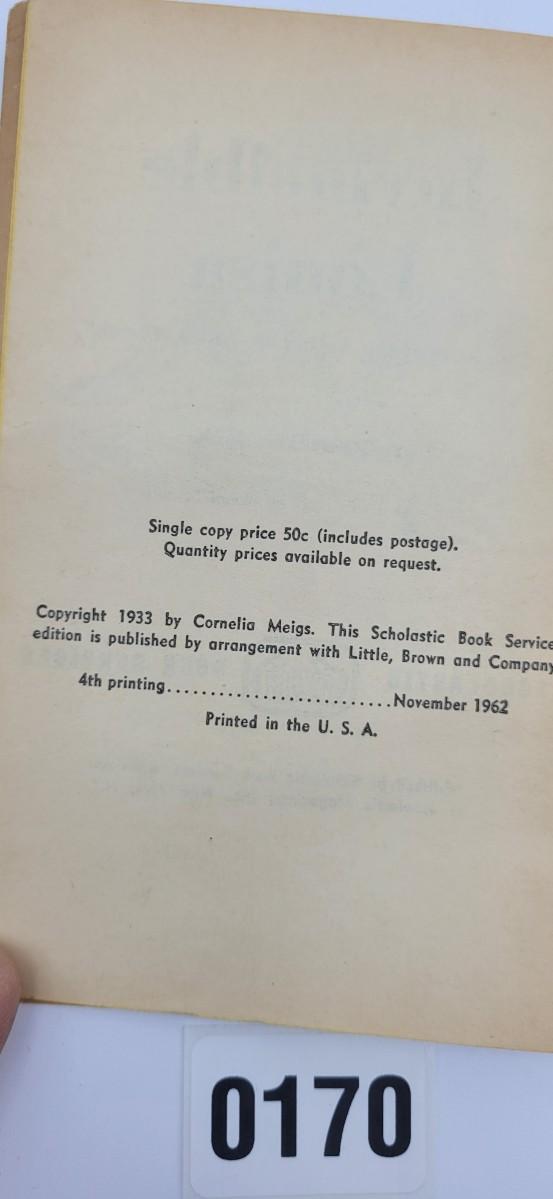 Single copy price 50c (includes postage).
Quantity prices available on request.
Copyright 1933 by Cornelia Meigs. This Scholastic Book Service
edition is published by arrangement with Little, Brown and Company
4th printing..........................November 1962
Printed in the U. S. A.
0170